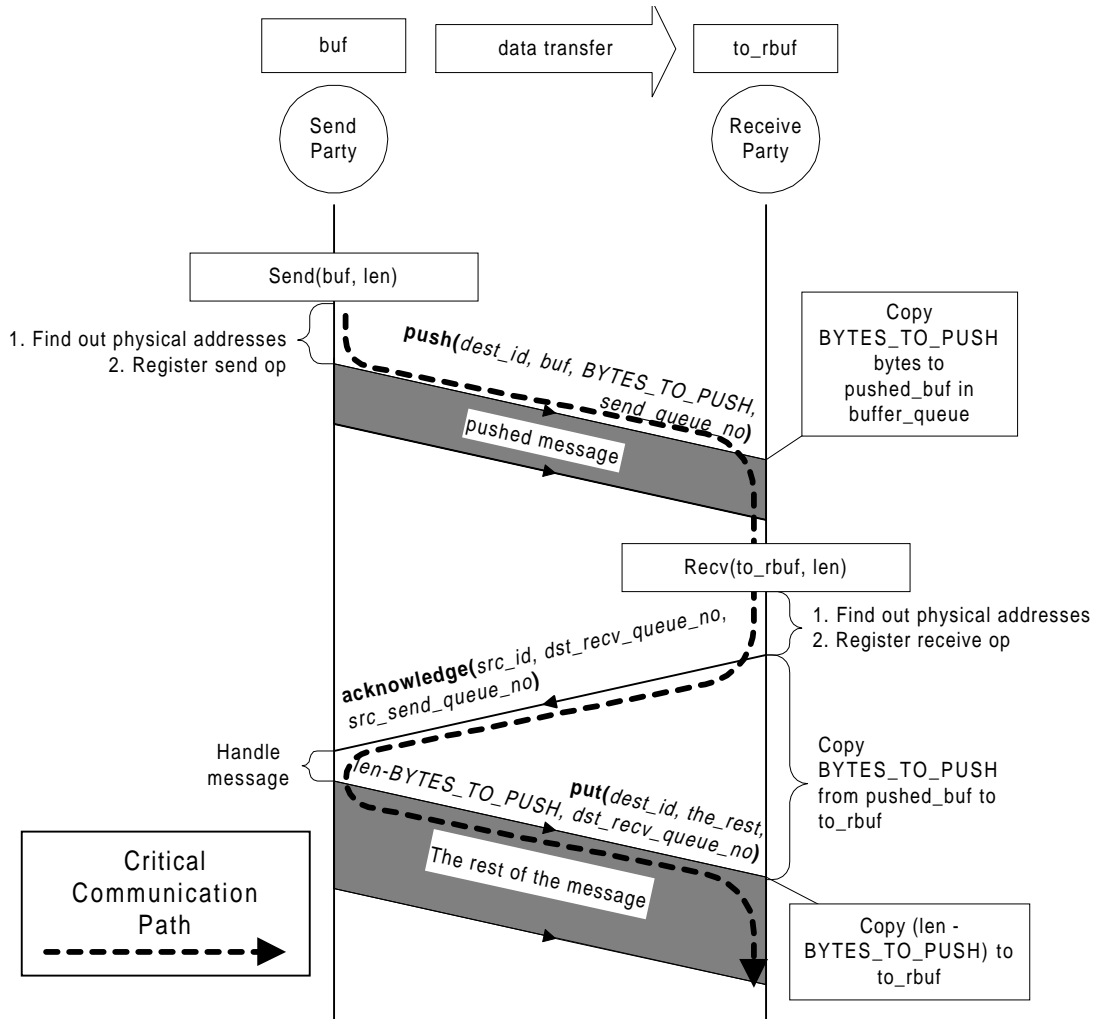 buf
data transfer
to_rbuf
Send
Party
Receive
Party
Send(buf, len)
1. Find out physical addresses
2. Register send op
push(dest_id, buf, BYTES_TO_PUSH,
send_queue_no)
pushed message
Copy
BYTES_TO_PUSH
bytes to
pushed_buf in
buffer_queue
Recv(to_rbuf, len)
1. Find out physical addresses
2. Register receive op
acknowledge(src_id, dst_recv_queue_no,
src_send_queue_no)
Handle
message
put(dest_id, the_rest,
len-BYTES_TO_PUSH, dst_recv_queue_no)
The rest of the message
Copy
BYTES_TO_PUSH
from pushed_buf to
to_rbuf
Copy (len -
BYTES_TO_PUSH) to
to_rbuf
Critical
Communication
Path